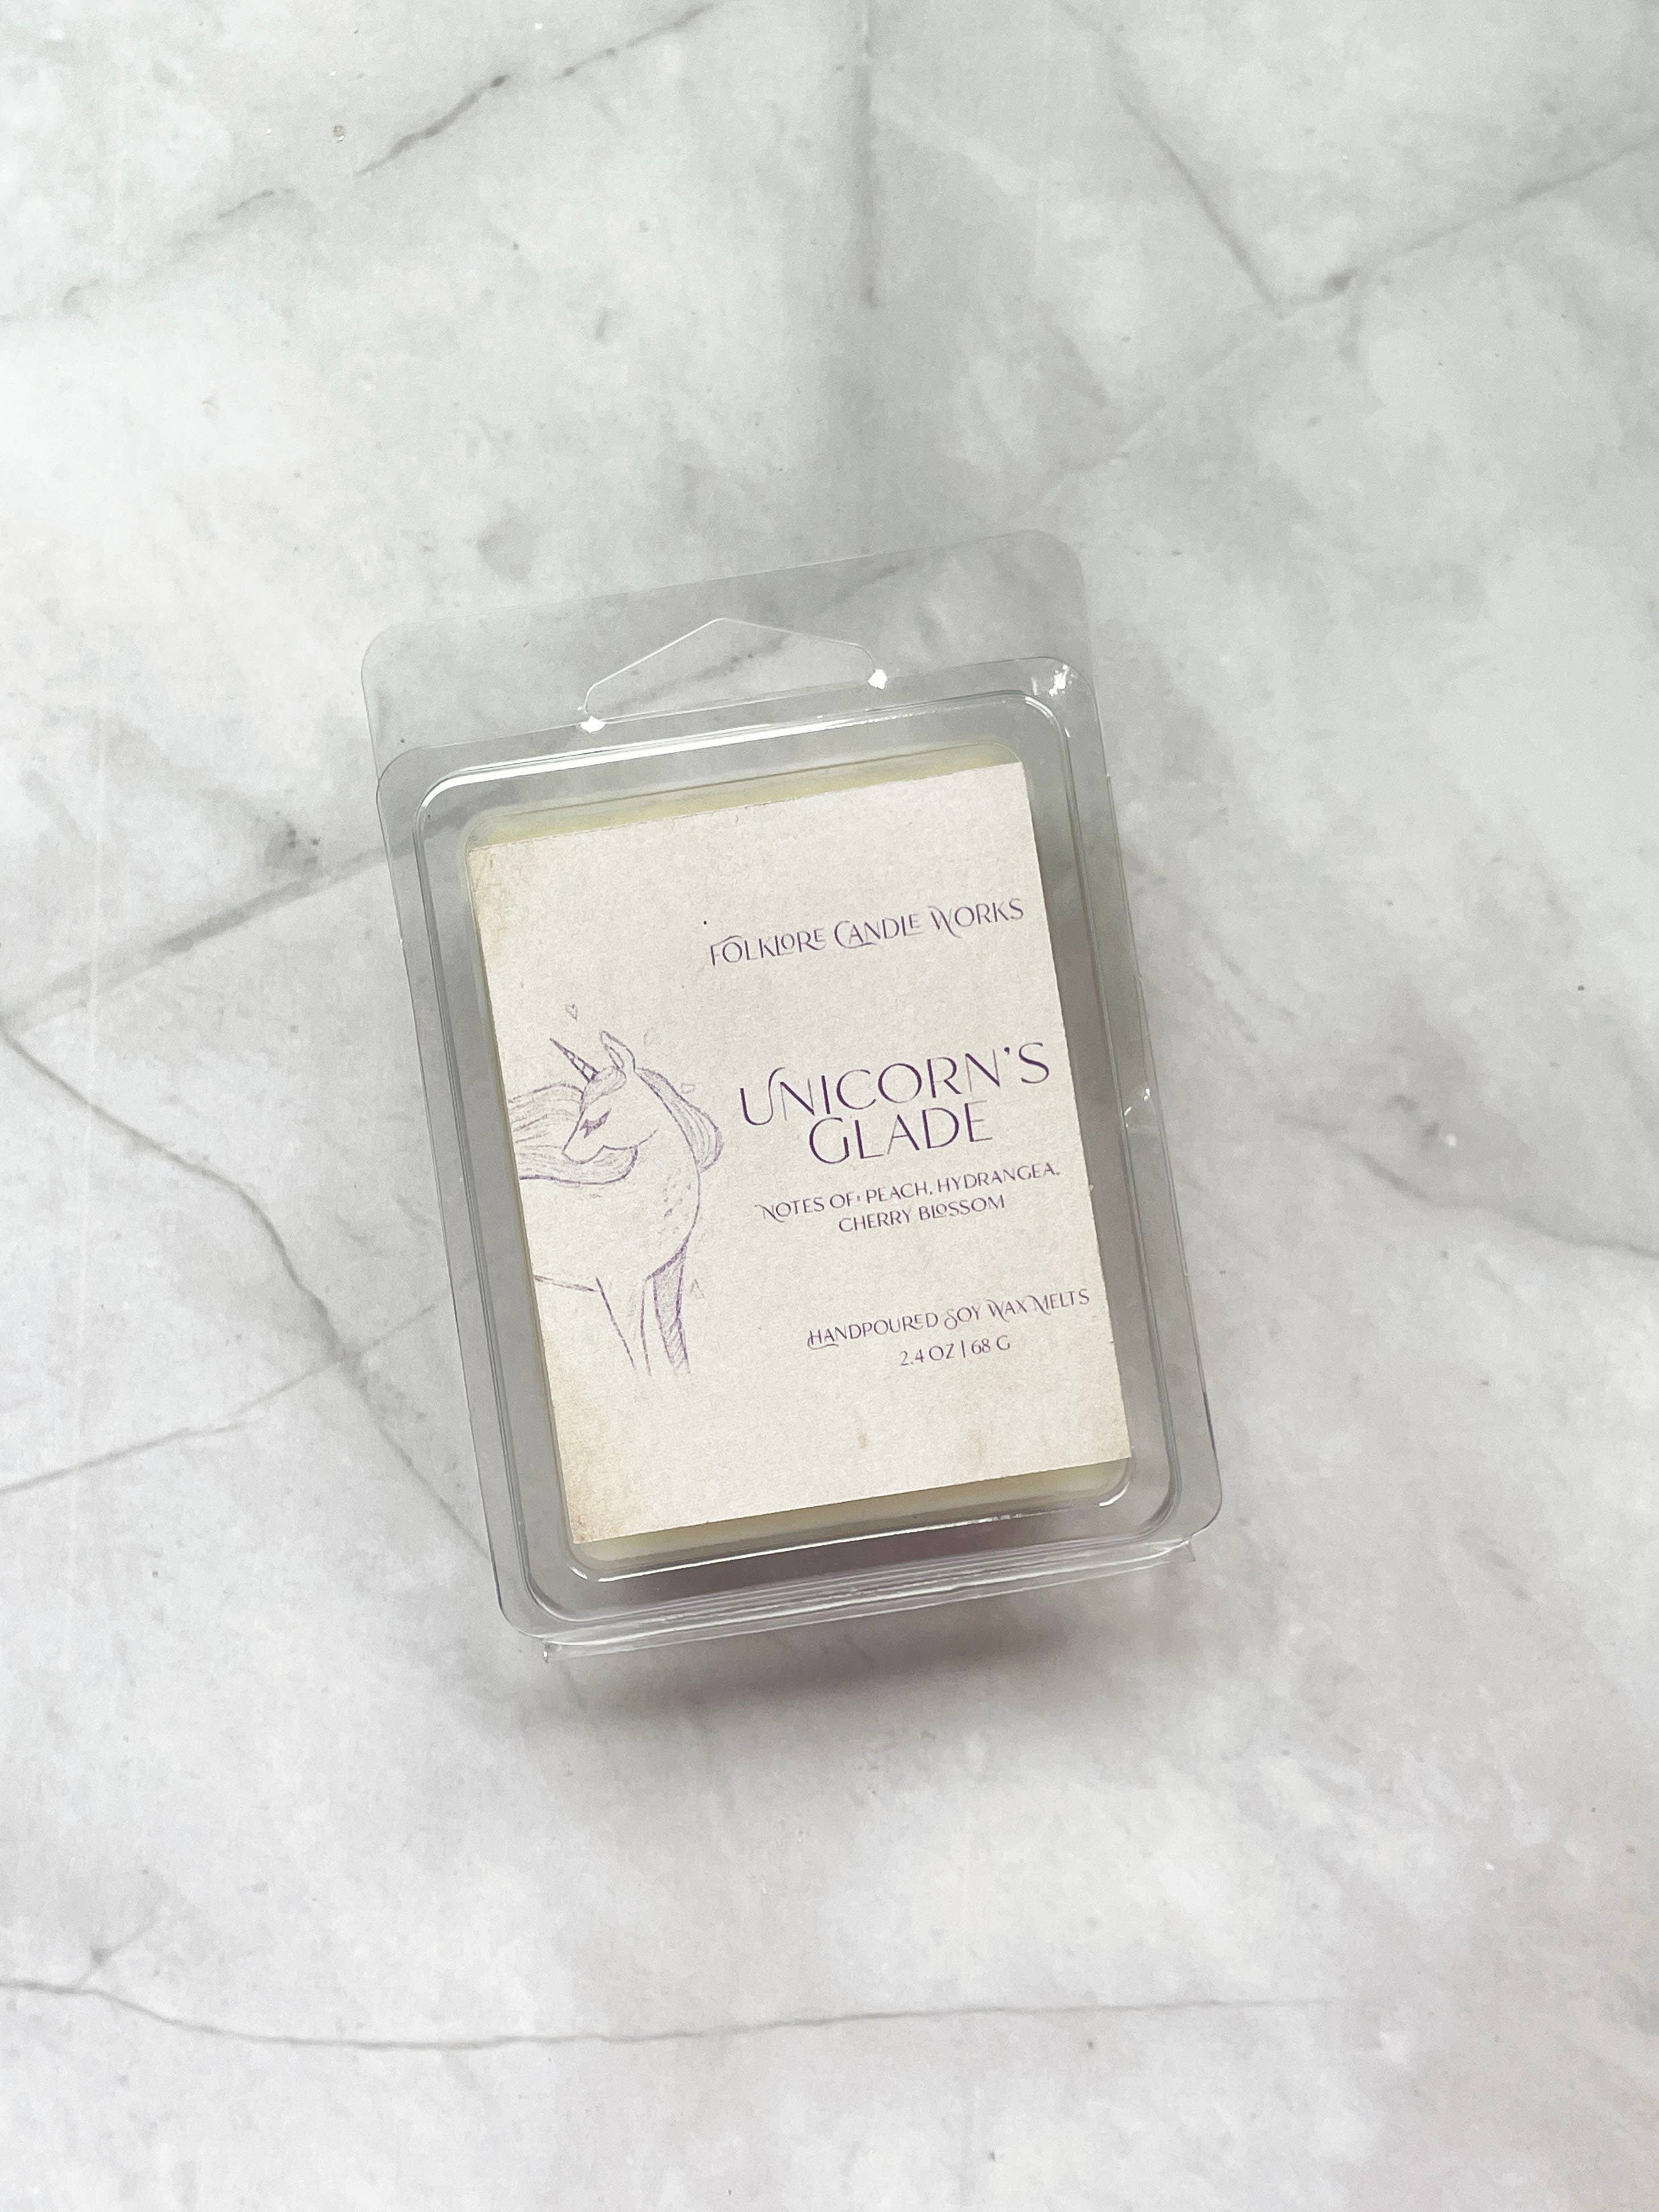 FOLKLORE CANDLE WORKS
UNICORN'S
GLADE
NOTES OF: PEACH, HYDRANGEA,
CHERRY BLOSSOM
HANDPOURED SOY WAX MELTS
2.4 OZ | 68 G